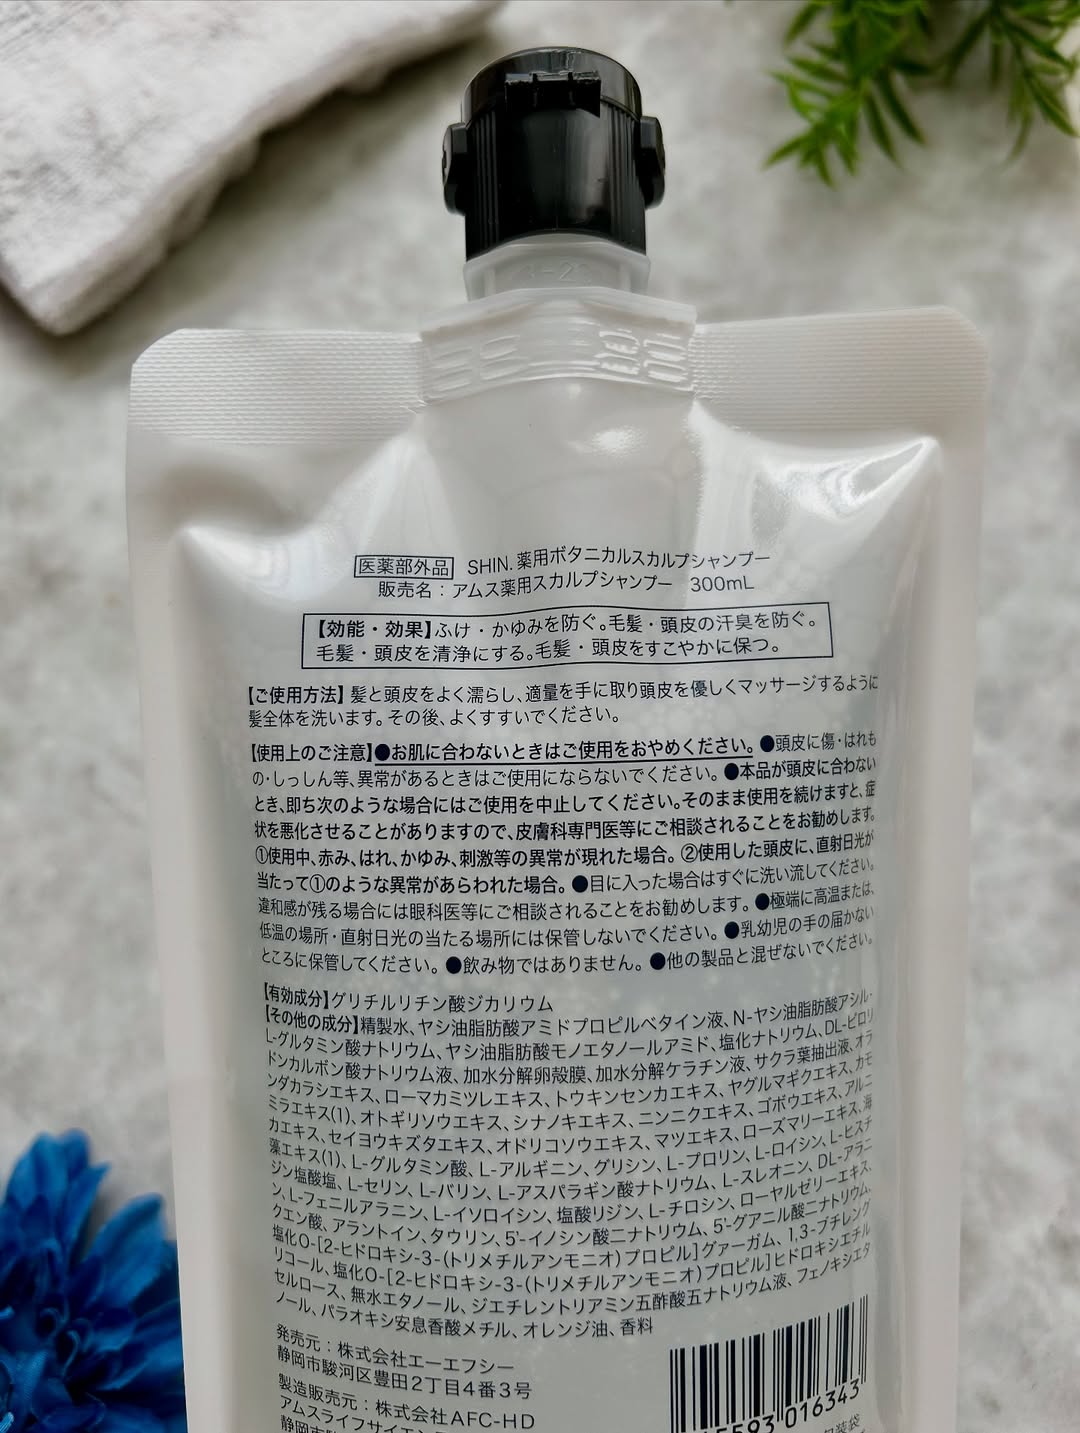 医薬部外品 SHIN.薬用ボタニカルスカルプシャンプー
販売名：アムス薬用スカルプシャンプー 300mL
【効能・効果】ふけ・かゆみを防ぐ。毛髪・頭皮の汗臭を防ぐ。
毛髪・頭皮を清浄にする。毛髪・頭皮をすこやかに保つ。
【ご使用方法】髪と頭皮をよく濡らし、適量を手に取り頭皮を優しくマッサージするように
髪全体を洗います。その後、よくすすいでください。
【使用上のご注意】●お肌に合わないときはご使用をおやめください。●頭皮に傷・はれも
の・しっしん等、異常があるときはご使用にならないでください。●本品が頭皮に合わない
とき、即ち次のような場合にはご使用を中止してください。そのまま使用を続けますと、症
状を悪化させることがありますので、皮膚科専門医等にご相談されることをお勧めします。
①使用中、赤み、はれ、かゆみ、刺激等の異常が現れた場合。②使用した頭皮に、直射日光が
当たって①のような異常があらわれた場合。●目に入った場合はすぐに洗い流してください。
違和感が残る場合には眼科医等にご相談されることをお勧めします。●極端に高温または、
低温の場所・直射日光の当たる場所には保管しないでください。●乳幼児の手の届かない
ところに保管してください。●飲み物ではありません。●他の製品と混ぜないでください。
【有効成分】グリチルリチン酸ジカリウム
【その他の成分】精製水、ヤシ油脂肪酸アミドプロピルベタイン液、N-ヤシ油脂肪酸アシル-
L-グルタミン酸ナトリウム、ヤシ油脂肪酸モノエタノールアミド、塩化ナトリウム、DL-ピロリ
ドンカルボン酸ナトリウム液、加水分解卵殻膜、加水分解ケラチン液、サクラ葉抽出液、オラ
ンダカラシエキス、ローマカミツレエキス、トウキンセンカエキス、ヤグルマギクエキス、カモ
ミラエキス(1)、オトギリソウエキス、シナノキエキス、ニンニクエキス、ゴボウエキス、アルニ
カエキス、セイヨウキズタエキス、オドリコソウエキス、マツエキス、ローズマリーエキス、海
藻エキス(1)、L-グルタミン酸、L-アルギニン、グリシン、L-プロリン、L-ロイシン、L-ヒスチ
ジン塩酸塩、L-セリン、L-バリン、L-アスパラギン酸ナトリウム、L-スレオニン、DL-アラニ
ン、L-フェニルアラニン、L-イソロイシン、塩酸リジン、L-チロシン、ローヤルゼリーエキス、
クエン酸、アラントイン、タウリン、5'-イノシン酸二ナトリウム、5'-グアニル酸二ナトリウム、
塩化O-[2-ヒドロキシ-3-(トリメチルアンモニオ)プロピル]グァーガム、1,3-ブチレング
リコール、塩化O-[2-ヒドロキシ-3-(トリメチルアンモニオ)プロピル]ヒドロキシエチル
セルロース、無水エタノール、ジエチレントリアミン五酢酸五ナトリウム液、フェノキシエタ
ノール、パラオキシ安息香酸メチル、オレンジ油、香料
発売元：株式会社エーエフシー
静岡市駿河区豊田2丁目4番3号
製造販売元：株式会社AFC-HD
アムスライフサイエン
静岡市
5593 016343
包装袋